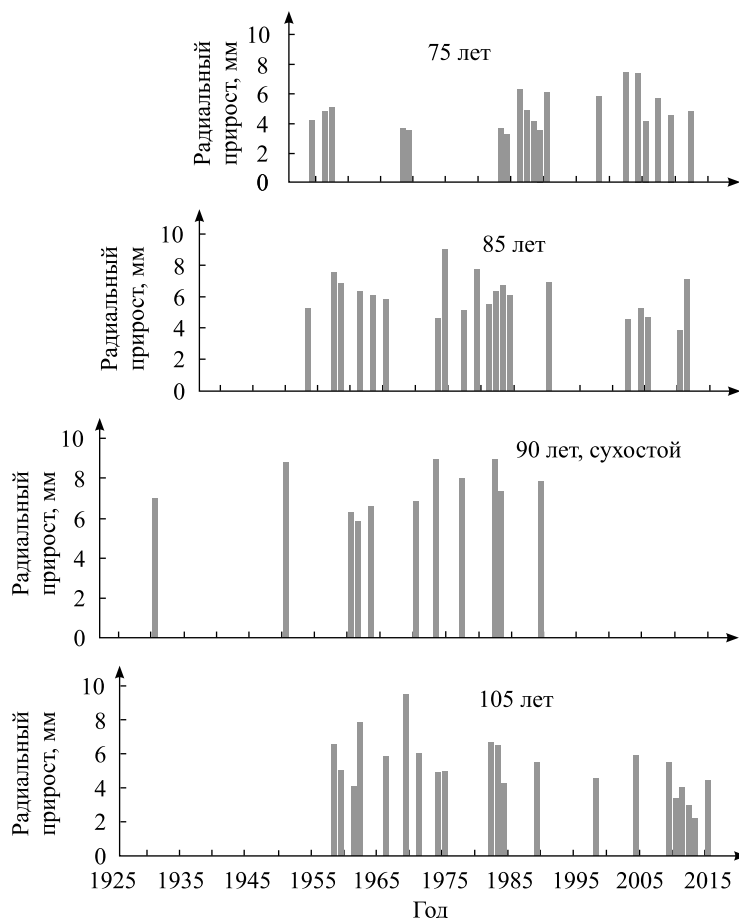 Радиальный
прирост, мм
10
8
6
4
2
0
75 лет
Радиальный
прирост, мм
10
8
6
4
2
0
85 лет
Радиальный
прирост, мм
10
8
6
4
2
0
90 лет, сухостой
Радиальный
прирост, мм
10
8
6
4
2
0
105 лет
1925 1935 1945 1955 1965 1975 1985 1995 2005 2015
Год